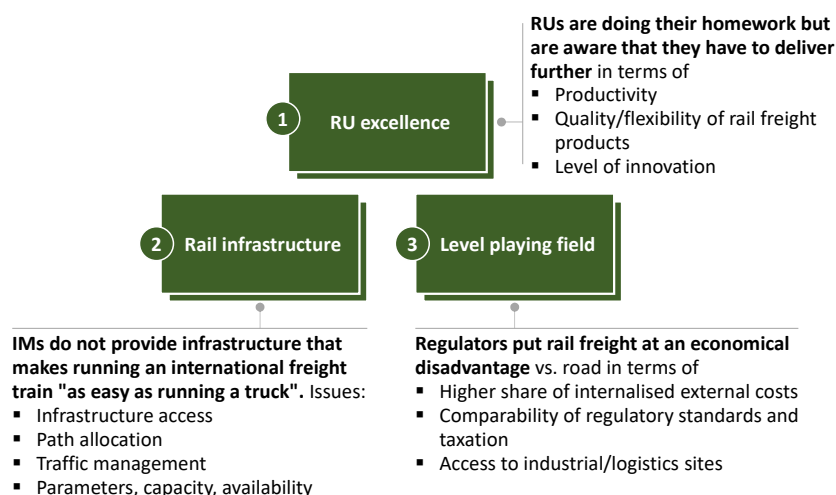 RUs are doing their homework but
are aware that they have to deliver
further in terms of
▪ Productivity
▪ Quality/flexibility of rail freight
products
▪ Level of innovation
1
RU excellence
2
Rail infrastructure
3
Level playing field
IMs do not provide infrastructure that
makes running an international freight
train "as easy as running a truck". Issues:
▪ Infrastructure access
▪ Path allocation
▪ Traffic management
▪ Parameters, capacity, availability
Regulators put rail freight at an economical
disadvantage vs. road in terms of
▪ Higher share of internalised external costs
▪ Comparability of regulatory standards and
taxation
▪ Access to industrial/logistics sites